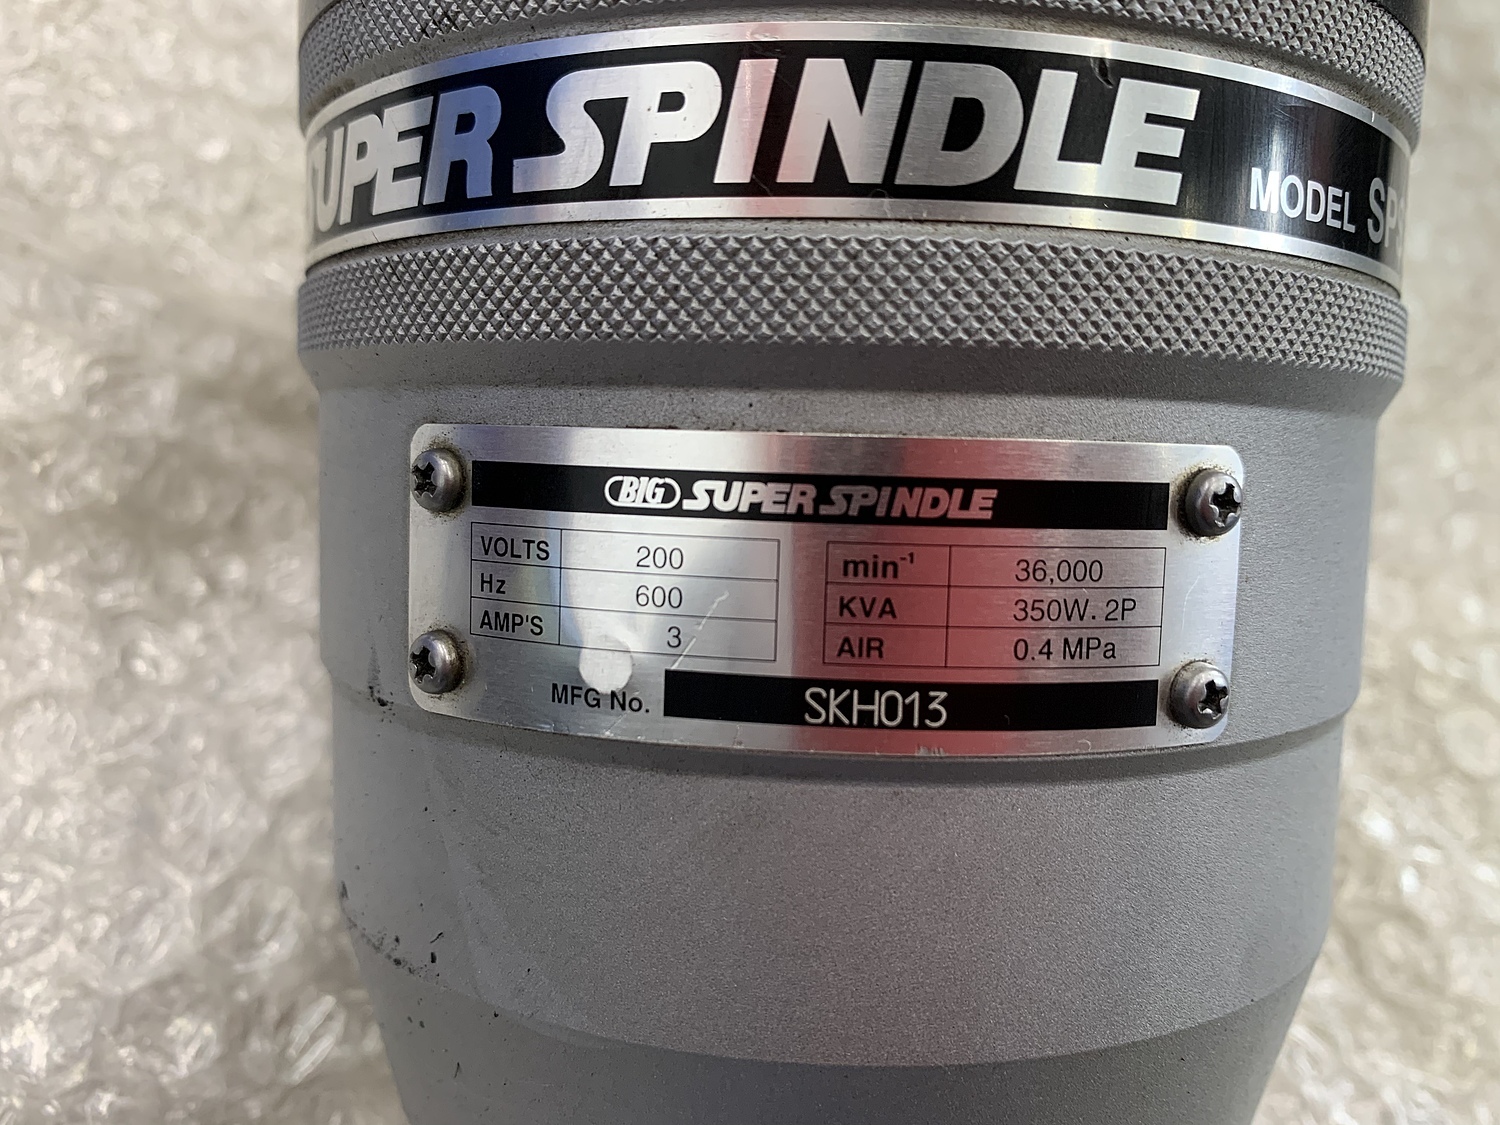 SUPER SPINDLE MODEL
BIG SUPER SPINDLE
VOLTS 200
Hz 600
AMP'S 3
min⁻¹ 36,000
KVA 350W. 2P
AIR 0.4 MPa
MFG No. SKH013